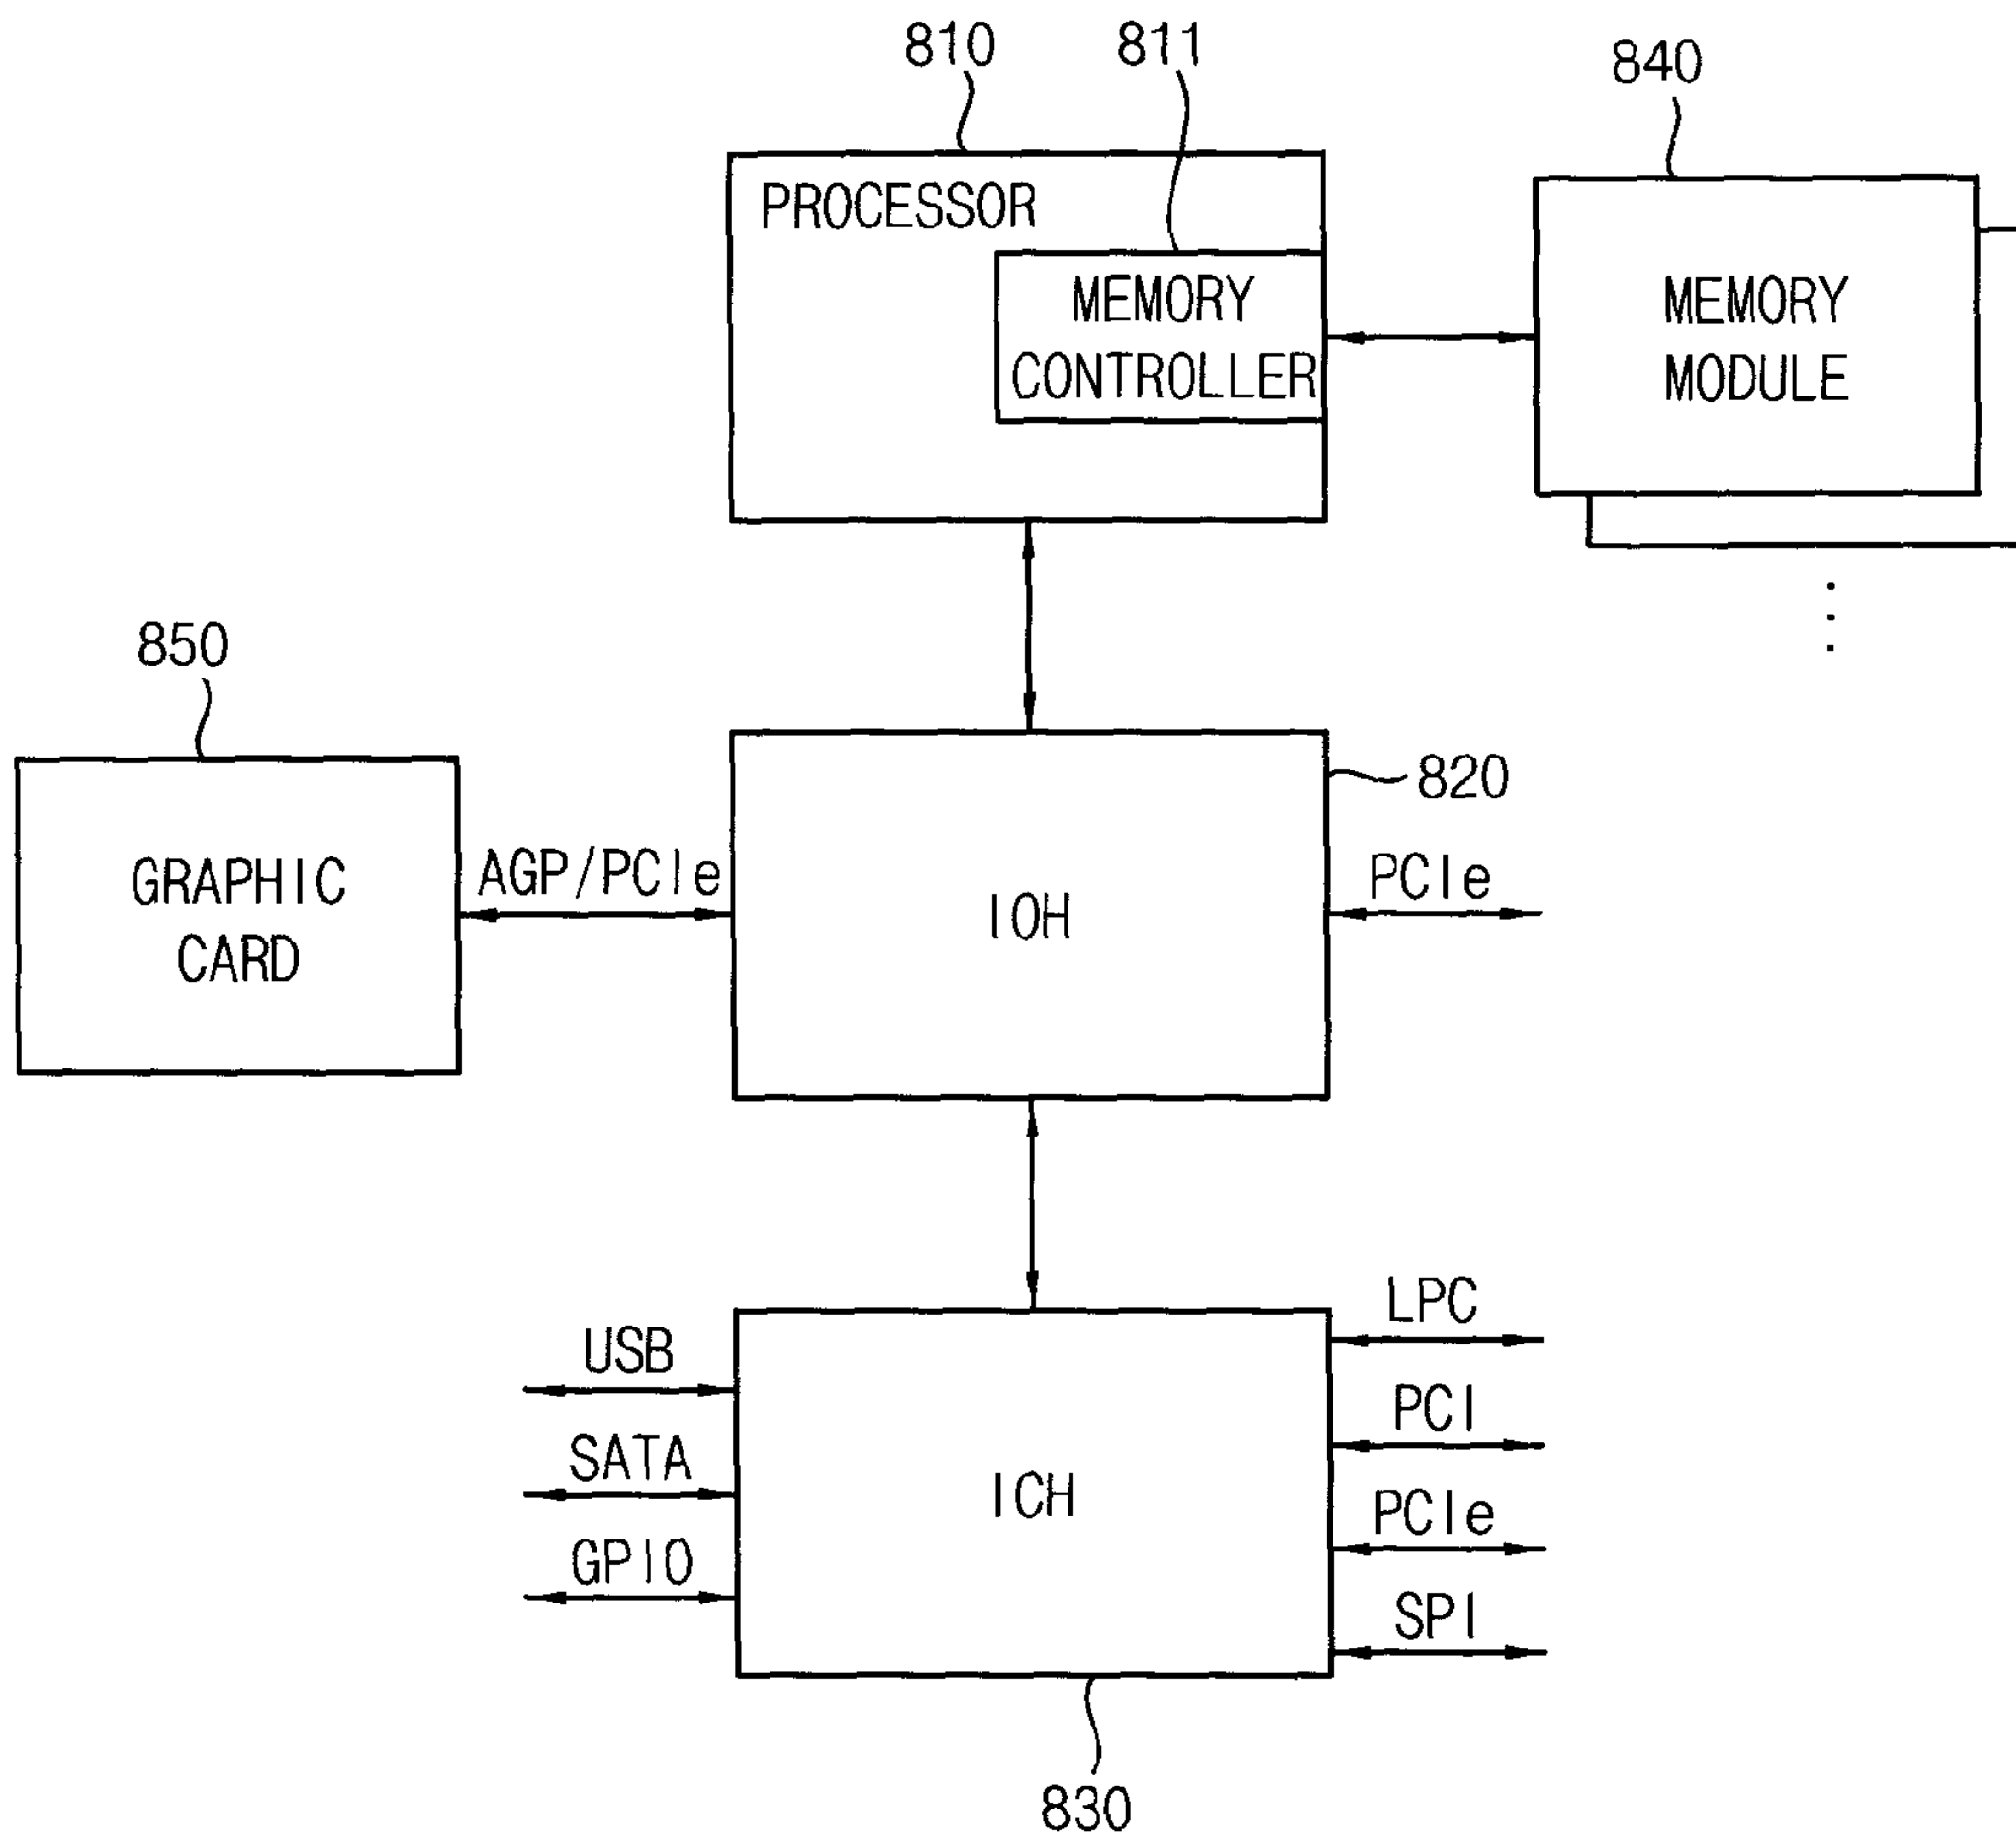 810
811
840
PROCESSOR
MEMORY
CONTROLLER
MEMORY
MODULE
850
820
GRAPHIC
CARD
AGP/PCIe
IOH
PCIe
USB
SATA
GPIO
ICH
LPC
PCI
PCIe
SPI
830